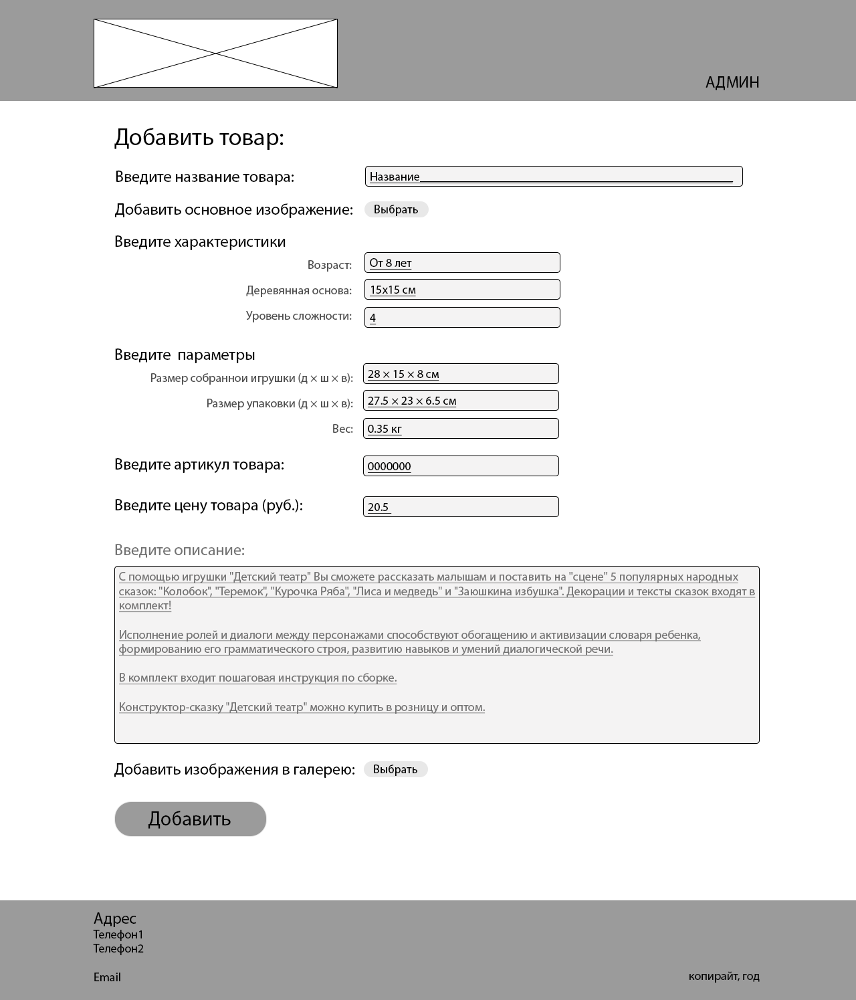 АДМИН
Добавить товар:
Введите название товара: Название
Добавить основное изображение: Выбрать
Введите характеристики
Возраст: От 8 лет
Деревянная основа: 15х15 см
Уровень сложности: 4
Введите параметры
Размер собраннои игрушки (д × ш × в): 28 × 15 × 8 см
Размер упаковки (д × ш × в): 27.5 × 23 × 6.5 см
Вес: 0.35 кг
Введите артикул товара: 0000000
Введите цену товара (руб.): 20.5
Введите описание:
С помощью игрушки "Детский театр" Вы сможете рассказать малышам и поставить на "сцене" 5 популярных народных
сказок: "Колобок", "Теремок", "Курочка Ряба", "Лиса и медведь" и "Заюшкина избушка". Декорации и тексты сказок входят в
комплект!
Исполнение ролей и диалоги между персонажами способствуют обогащению и активизации словаря ребенка,
формированию его грамматического строя, развитию навыков и умений диалогической речи.
В комплект входит пошаговая инструкция по сборке.
Конструктор-сказку "Детский театр" можно купить в розницу и оптом.
Добавить изображения в галерею: Выбрать
Добавить
Адрес
Телефон1
Телефон2
Email
копирайт, год